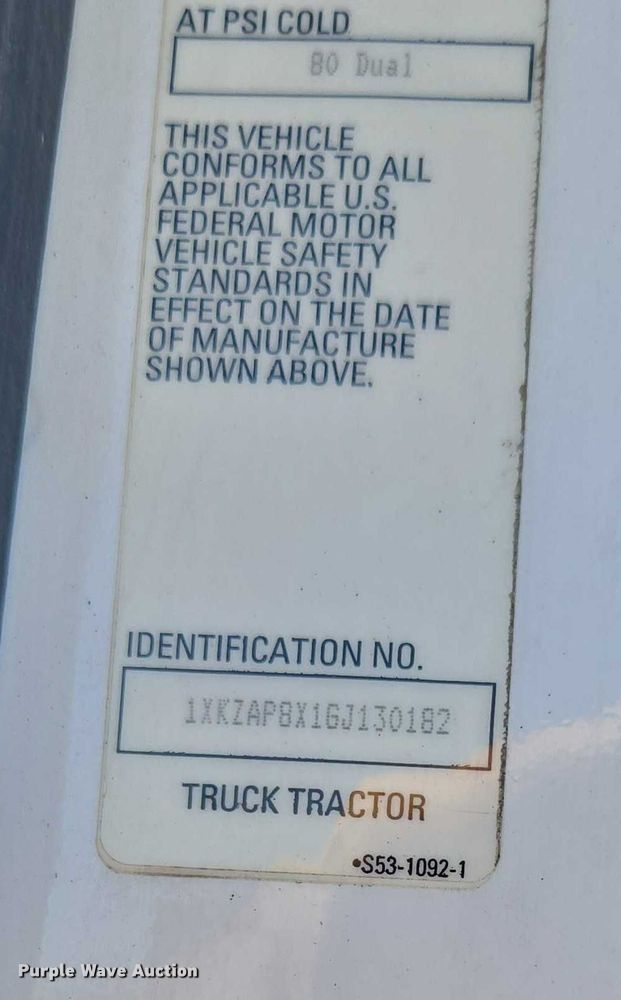 AT PSI COLD
80 Dual
THIS VEHICLE
CONFORMS TO ALL
APPLICABLE U.S.
FEDERAL MOTOR
VEHICLE SAFETY
STANDARDS IN
EFFECT ON THE DATE
OF MANUFACTURE
SHOWN ABOVE.
IDENTIFICATION NO.
1XKZAP8X1GJ130182
TRUCK TRACTOR
•S53-1092-1
Purple Wave Auction